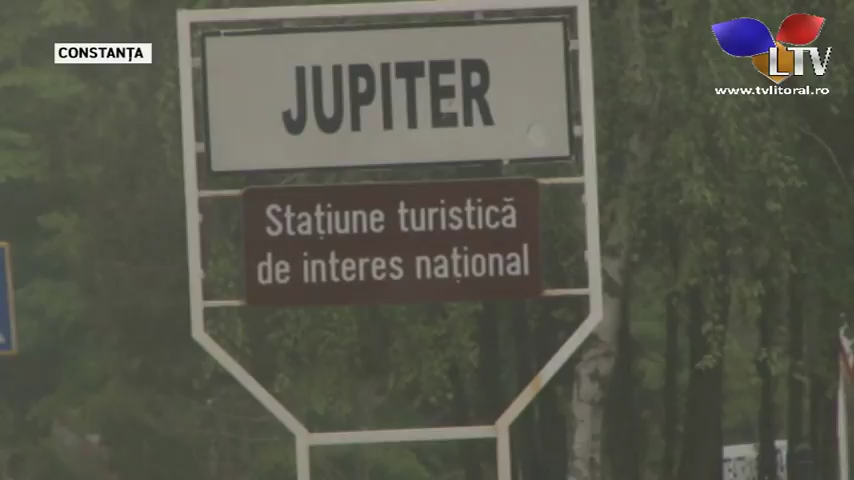 CONSTANȚA
LTV
www.tvlitoral.ro
JUPITER
Stațiune turistică
de interes național